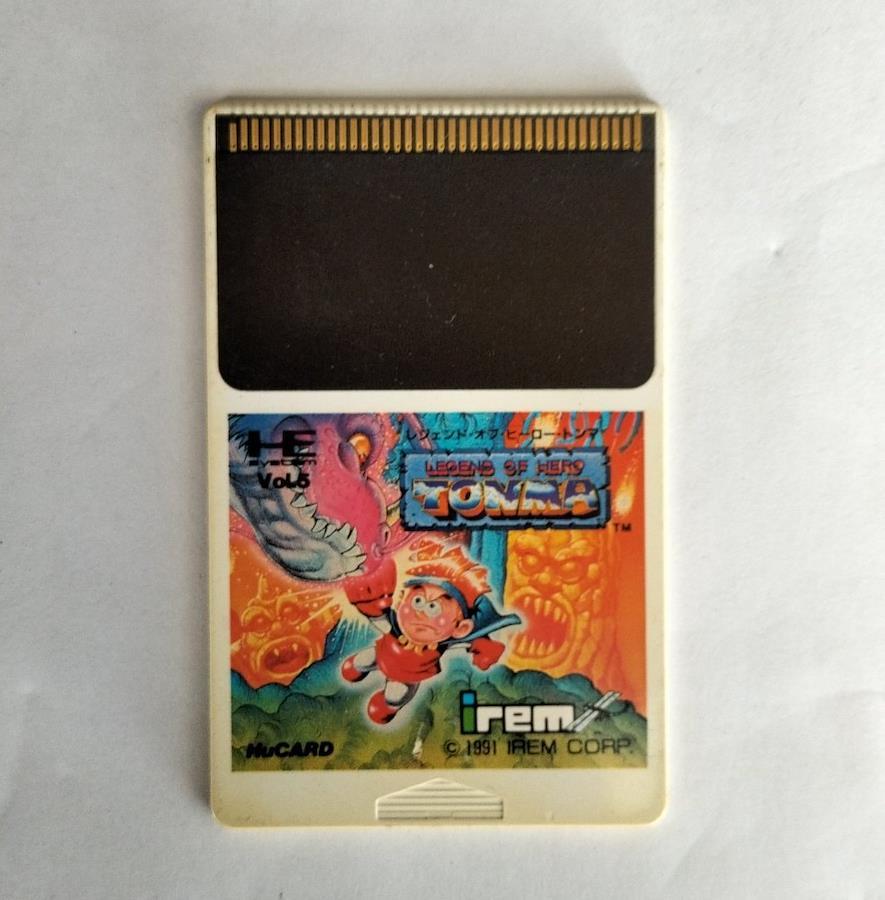 HE
system
Vol.5
レジェンド・オブ・ヒーロー・トンマ
LEGEND OF HERO
TONMA
TM
irem
HuCARD
© 1991 IREM CORP.